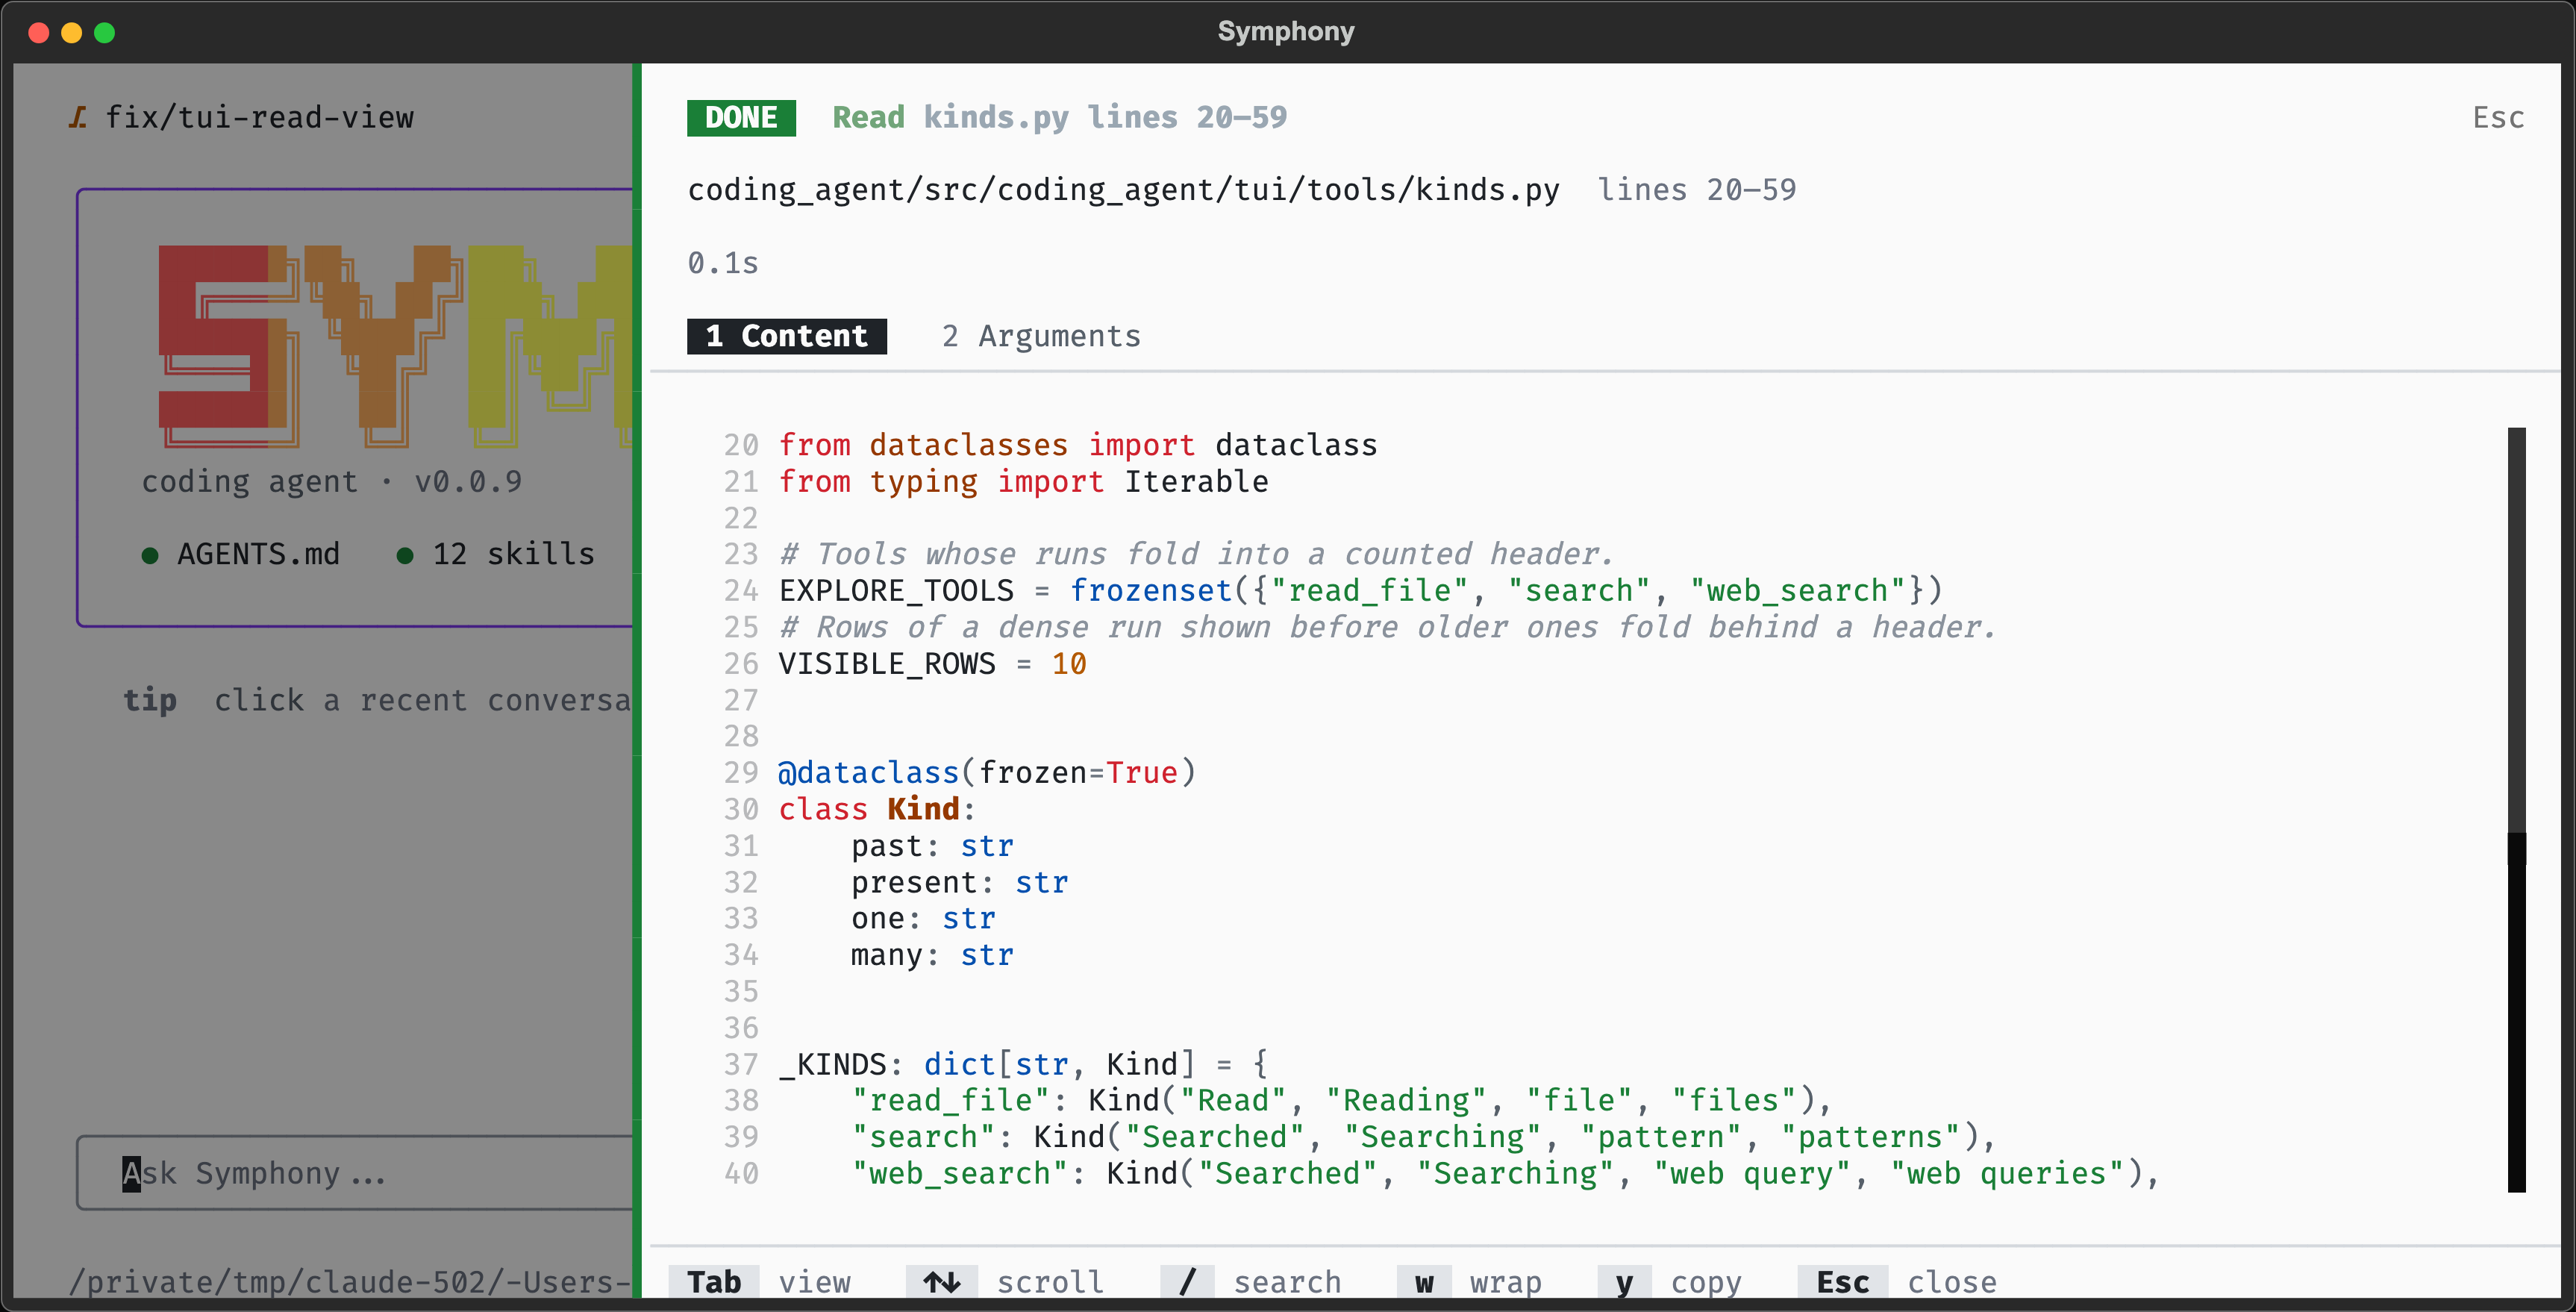 Symphony
fix/tui-read-view
SYM
coding agent · v0.0.9
● AGENTS.md ● 12 skills
tip click a recent conversa
Ask Symphony...
/private/tmp/claude-502/-Users-
DONE Read kinds.py lines 20–59 Esc
coding_agent/src/coding_agent/tui/tools/kinds.py lines 20–59
0.1s
1 Content 2 Arguments
20 from dataclasses import dataclass
21 from typing import Iterable
22
23 # Tools whose runs fold into a counted header.
24 EXPLORE_TOOLS = frozenset({"read_file", "search", "web_search"})
25 # Rows of a dense run shown before older ones fold behind a header.
26 VISIBLE_ROWS = 10
27
28
29 @dataclass(frozen=True)
30 class Kind:
31     past: str
32     present: str
33     one: str
34     many: str
35
36
37 _KINDS: dict[str, Kind] = {
38     "read_file": Kind("Read", "Reading", "file", "files"),
39     "search": Kind("Searched", "Searching", "pattern", "patterns"),
40     "web_search": Kind("Searched", "Searching", "web query", "web queries"),
Tab view ↑↓ scroll / search w wrap y copy Esc close